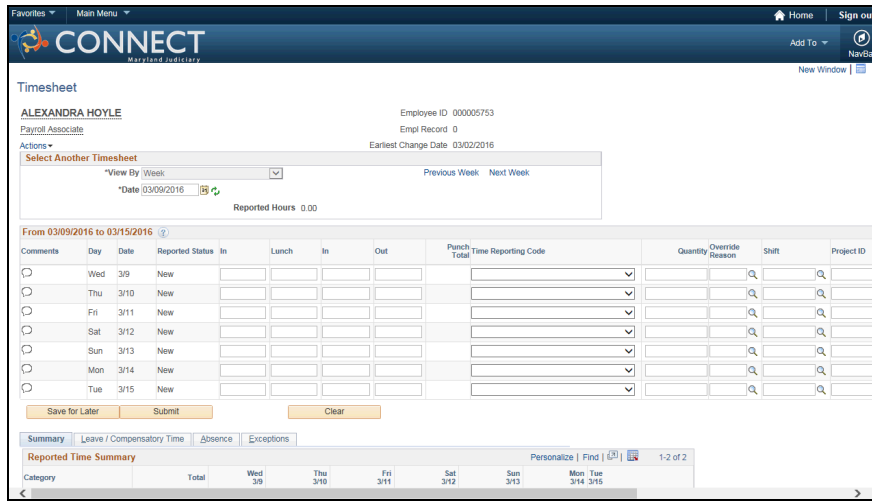 Favorites Main Menu Home Sign ou
CONNECT Add To
Maryland Judiciary NavBa
New Window
Timesheet
ALEXANDRA HOYLE Employee ID 000005753
Payroll Associate Empl Record 0
Actions Earliest Change Date 03/02/2016
Select Another Timesheet
*View By Week Previous Week Next Week
*Date 03/09/2016
Reported Hours 0.00
From 03/09/2016 to 03/15/2016
Comments Day Date Reported Status In Lunch In Out Punch Total Time Reporting Code Quantity Override Reason Shift Project ID
Wed 3/9 New
Thu 3/10 New
Fri 3/11 New
Sat 3/12 New
Sun 3/13 New
Mon 3/14 New
Tue 3/15 New
Save for Later Submit Clear
Summary Leave / Compensatory Time Absence Exceptions
Reported Time Summary Personalize | Find | 1-2 of 2
Category Total Wed 3/9 Thu 3/10 Fri 3/11 Sat 3/12 Sun 3/13 Mon 3/14 Tue 3/15